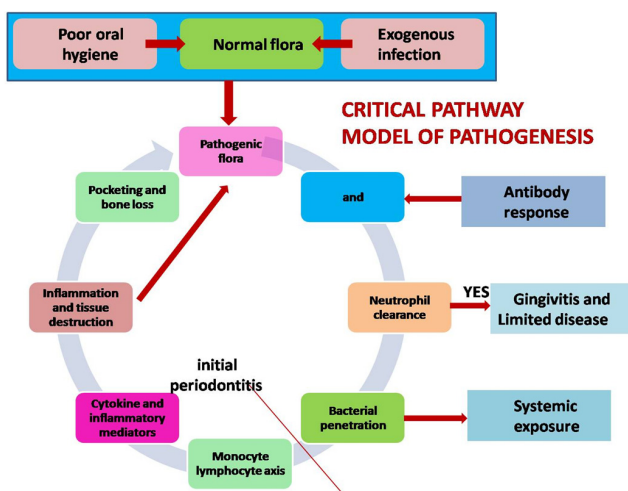 Poor oral
hygiene
Normal flora
Exogenous
infection
CRITICAL PATHWAY
MODEL OF PATHOGENESIS
Pathogenic
flora
and
Antibody
response
Neutrophil
clearance
YES
Gingivitis and
Limited disease
Bacterial
penetration
Systemic
exposure
Monocyte
lymphocyte axis
initial
periodontitis
Cytokine and
inflammatory
mediators
Inflammation
and tissue
destruction
Pocketing and
bone loss